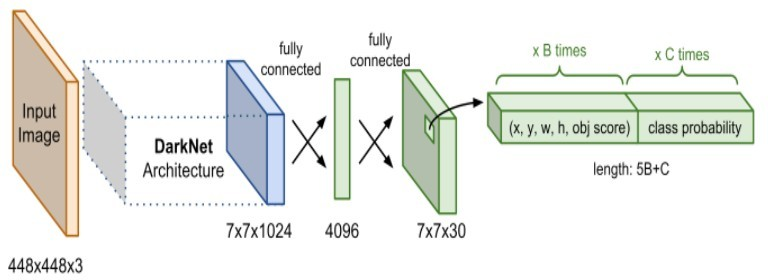 Input
Image
448x448x3
DarkNet
Architecture
7x7x1024
fully
connected
4096
fully
connected
7x7x30
x B times
x C times
(x, y, w, h, obj score)
class probability
length: 5B+C